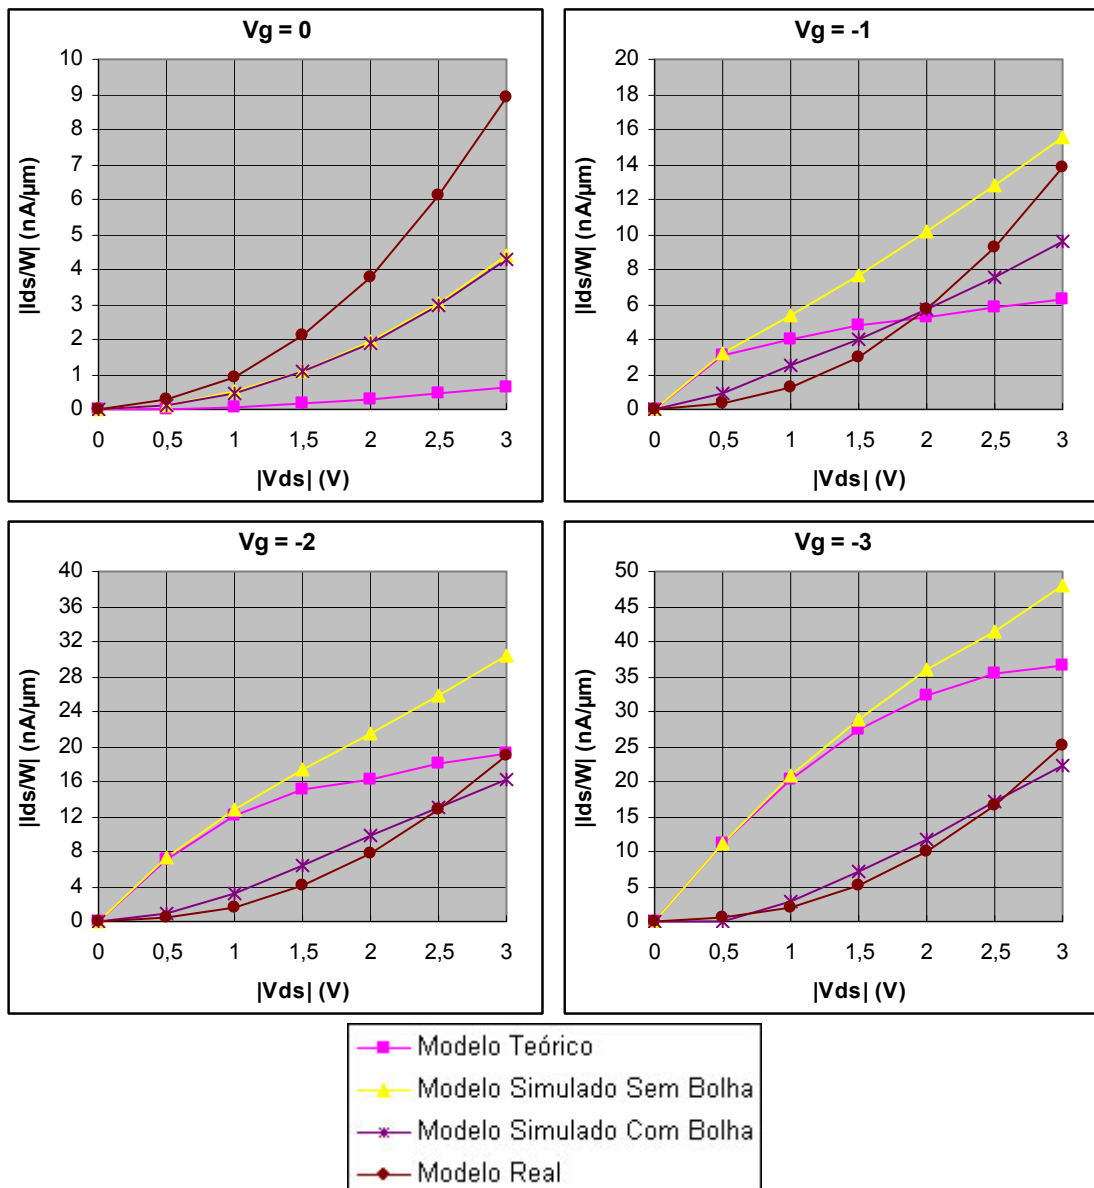 Vg = 0
10
9
8
7
6
5
4
3
2
1
0
|Ids/W| (nA/µm)
0 0,5 1 1,5 2 2,5 3
|Vds| (V)
Vg = -1
20
18
16
14
12
10
8
6
4
2
0
|Ids/W| (nA/µm)
0 0,5 1 1,5 2 2,5 3
|Vds| (V)
Vg = -2
40
36
32
28
24
20
16
12
8
4
0
|Ids/W| (nA/µm)
0 0,5 1 1,5 2 2,5 3
|Vds| (V)
Vg = -3
50
45
40
35
30
25
20
15
10
5
0
|Ids/W| (nA/µm)
0 0,5 1 1,5 2 2,5 3
|Vds| (V)
Modelo Teórico
Modelo Simulado Sem Bolha
Modelo Simulado Com Bolha
Modelo Real